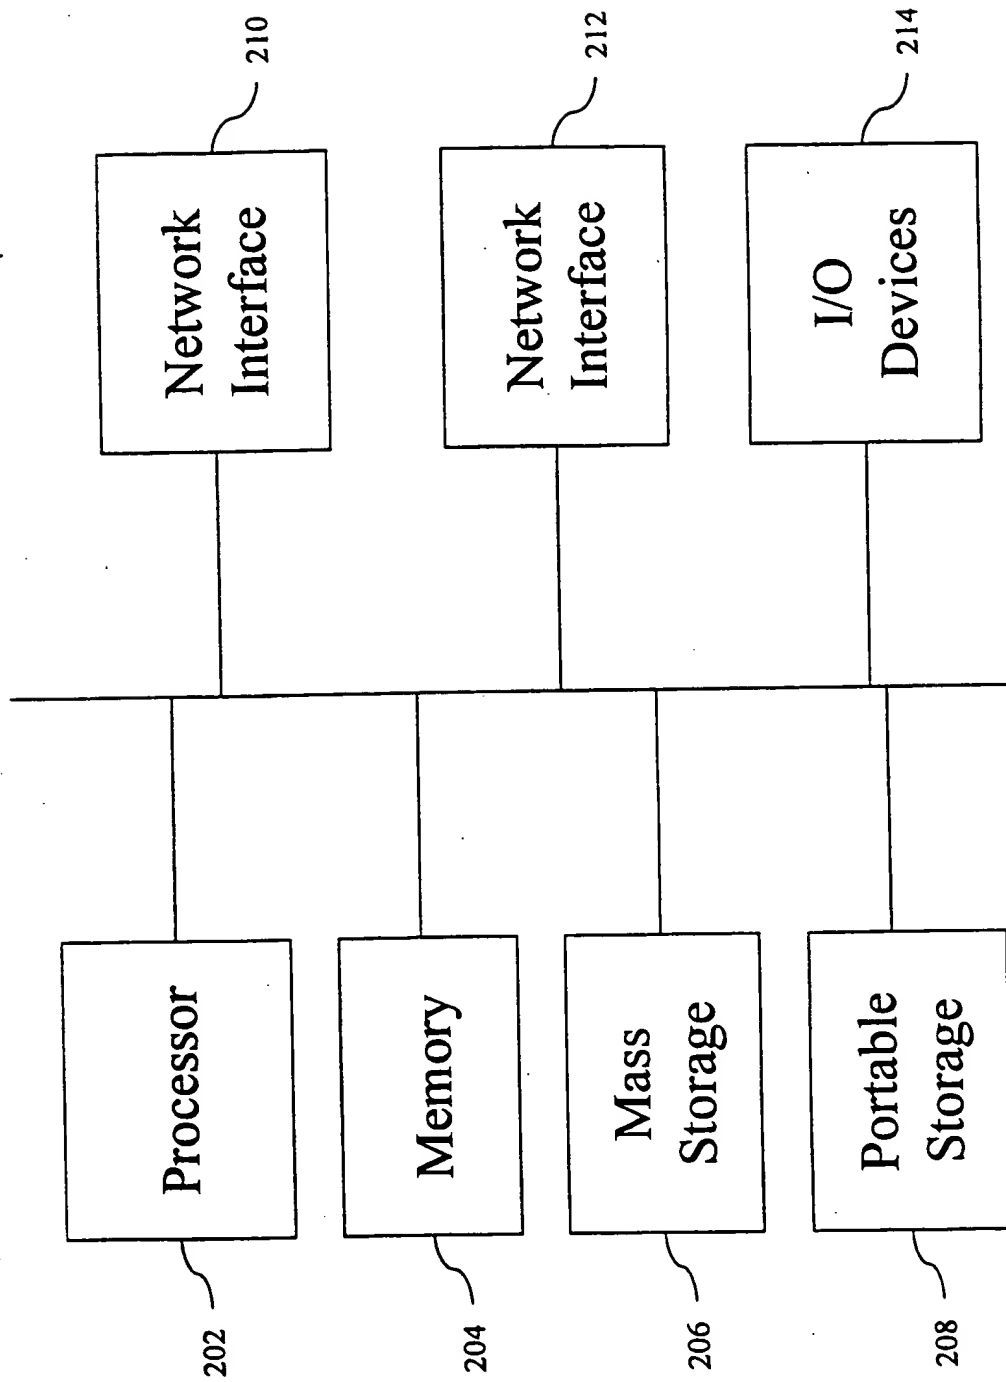 Processor
202
Memory
204
Mass
Storage
206
Portable
Storage
208
Network
Interface
210
Network
Interface
212
I/O
Devices
214